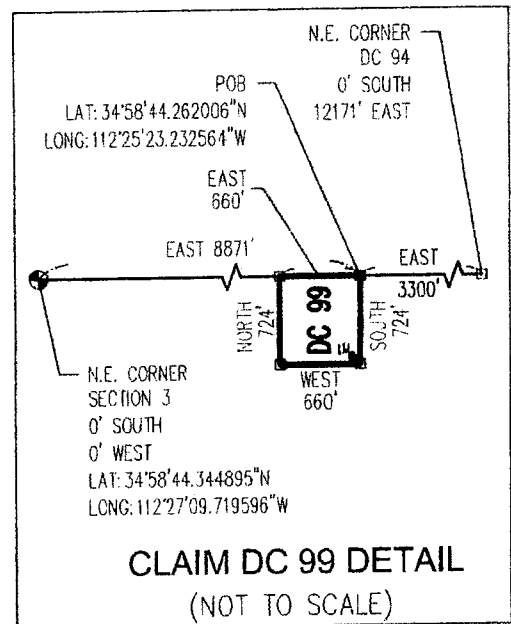 N.E. CORNER
DC 94
0' SOUTH
12171' EAST
POB
LAT: 34°58'44.262006"N
LONG: 112°25'23.232564"W
EAST
660'
EAST 8871'
EAST
3300'
NORTH
724'
DC 99
SOUTH
724'
WEST
660'
N.E. CORNER
SECTION 3
0' SOUTH
0' WEST
LAT: 34°58'44.344895"N
LONG: 112°27'09.719596"W
CLAIM DC 99 DETAIL
(NOT TO SCALE)